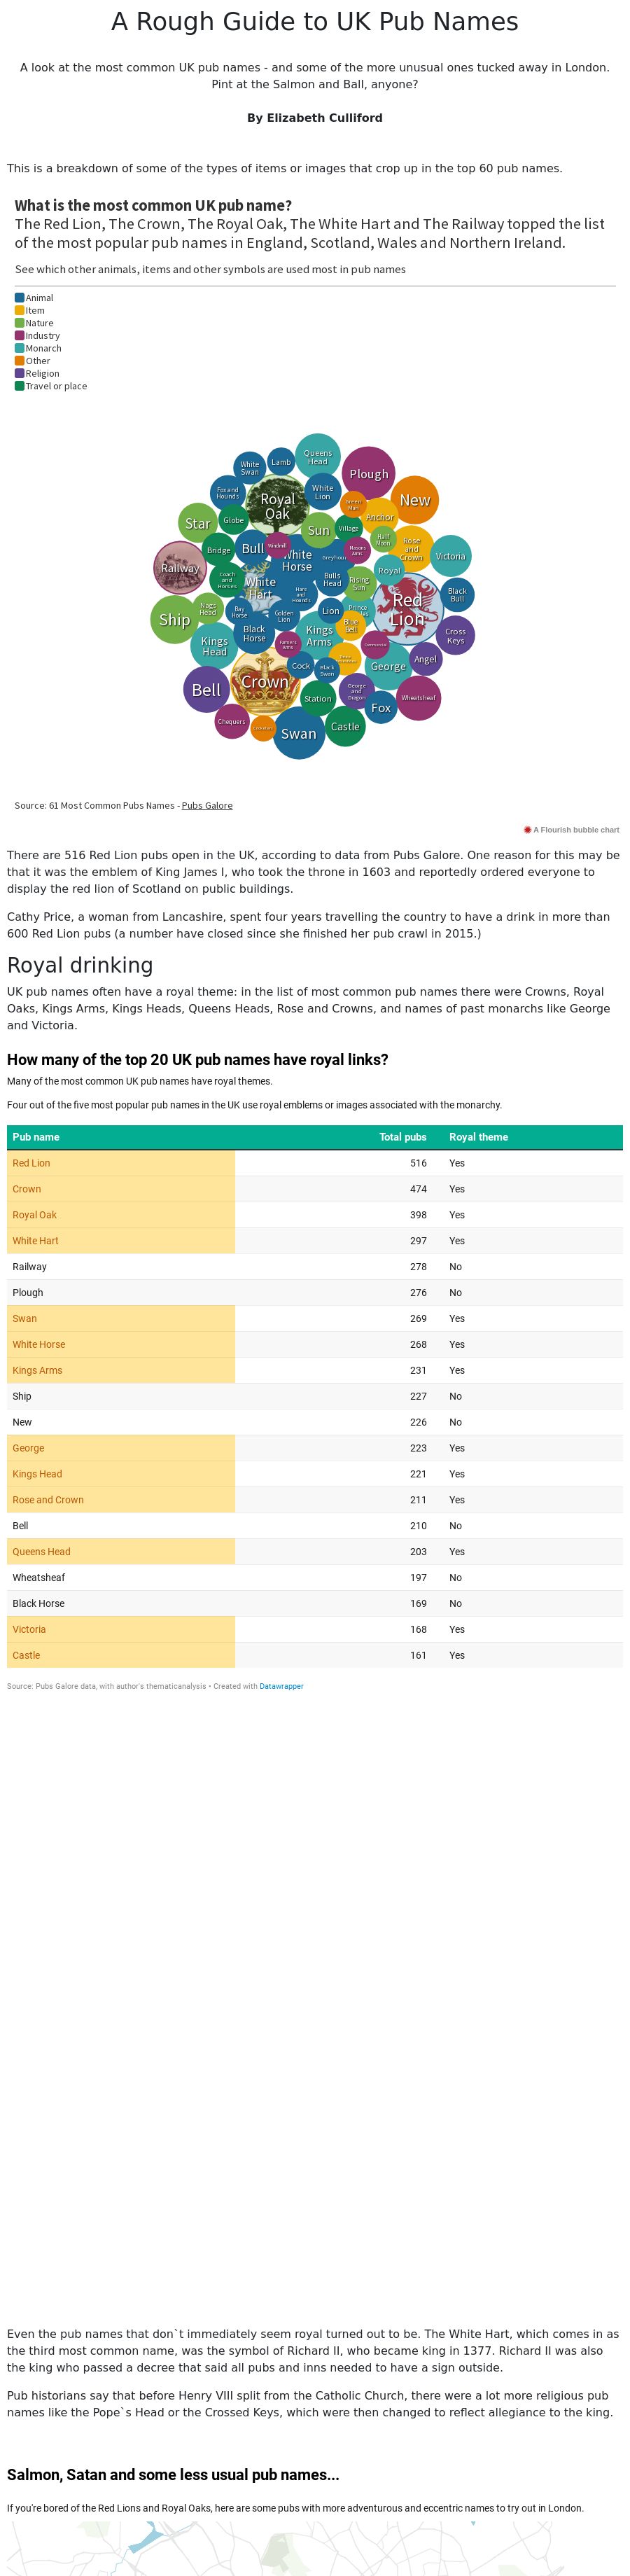 A Rough Guide to UK Pub Names
A look at the most common UK pub names - and some of the more unusual ones tucked away in London.
Pint at the Salmon and Ball, anyone?
By Elizabeth Culliford
This is a breakdown of some of the types of items or images that crop up in the top 60 pub names.
What is the most common UK pub name?
The Red Lion, The Crown, The Royal Oak, The White Hart and The Railway topped the list
of the most popular pub names in England, Scotland, Wales and Northern Ireland.
See which other animals, items and other symbols are used most in pub names
Animal
Item
Nature
Industry
Monarch
Other
Religion
Travel or place
Queens
Head
White
Swan
Lamb
Plough
Fox and
Hounds
Royal
Oak
White
Lion
Green
Man
New
Star
Globe
Sun
Village
Anchor
Half
Moon
Rose
and
Crown
Victoria
Bridge
Bull
Windmill
White
Horse
Greyhound
Masons
Arms
Railway
Coach
and
Horses
White
Hart
Hare
and
Hounds
Bulls
Head
Rising
Sun
Royal
Red
Lion
Black
Bull
Ship
Nags
Head
Bay
Horse
Golden
Lion
Lion
Prince
Blue
Bell
Cross
Keys
Kings
Head
Black
Horse
Farmers
Arms
Kings
Arms
Commercial
George
Angel
Bell
Crown
Cock
Black
Swan
Station
George
and
Dragon
Fox
Wheatsheaf
Chequers
Swan
Castle
Source: 61 Most Common Pubs Names - Pubs Galore
A Flourish bubble chart
There are 516 Red Lion pubs open in the UK, according to data from Pubs Galore. One reason for this may be
that it was the emblem of King James I, who took the throne in 1603 and reportedly ordered everyone to
display the red lion of Scotland on public buildings.
Cathy Price, a woman from Lancashire, spent four years travelling the country to have a drink in more than
600 Red Lion pubs (a number have closed since she finished her pub crawl in 2015.)
Royal drinking
UK pub names often have a royal theme: in the list of most common pub names there were Crowns, Royal
Oaks, Kings Arms, Kings Heads, Queens Heads, Rose and Crowns, and names of past monarchs like George
and Victoria.
How many of the top 20 UK pub names have royal links?
Many of the most common UK pub names have royal themes.
Four out of the five most popular pub names in the UK use royal emblems or images associated with the monarchy.
Pub name Total pubs Royal theme
Red Lion 516 Yes
Crown 474 Yes
Royal Oak 398 Yes
White Hart 297 Yes
Railway 278 No
Plough 276 No
Swan 269 Yes
White Horse 268 Yes
Kings Arms 231 Yes
Ship 227 No
New 226 No
George 223 Yes
Kings Head 221 Yes
Rose and Crown 211 Yes
Bell 210 No
Queens Head 203 Yes
Wheatsheaf 197 No
Black Horse 169 No
Victoria 168 Yes
Castle 161 Yes
Source: Pubs Galore data, with author's thematicanalysis • Created with Datawrapper
Even the pub names that don`t immediately seem royal turned out to be. The White Hart, which comes in as
the third most common name, was the symbol of Richard II, who became king in 1377. Richard II was also
the king who passed a decree that said all pubs and inns needed to have a sign outside.
Pub historians say that before Henry VIII split from the Catholic Church, there were a lot more religious pub
names like the Pope`s Head or the Crossed Keys, which were then changed to reflect allegiance to the king.
Salmon, Satan and some less usual pub names...
If you're bored of the Red Lions and Royal Oaks, here are some pubs with more adventurous and eccentric names to try out in London.